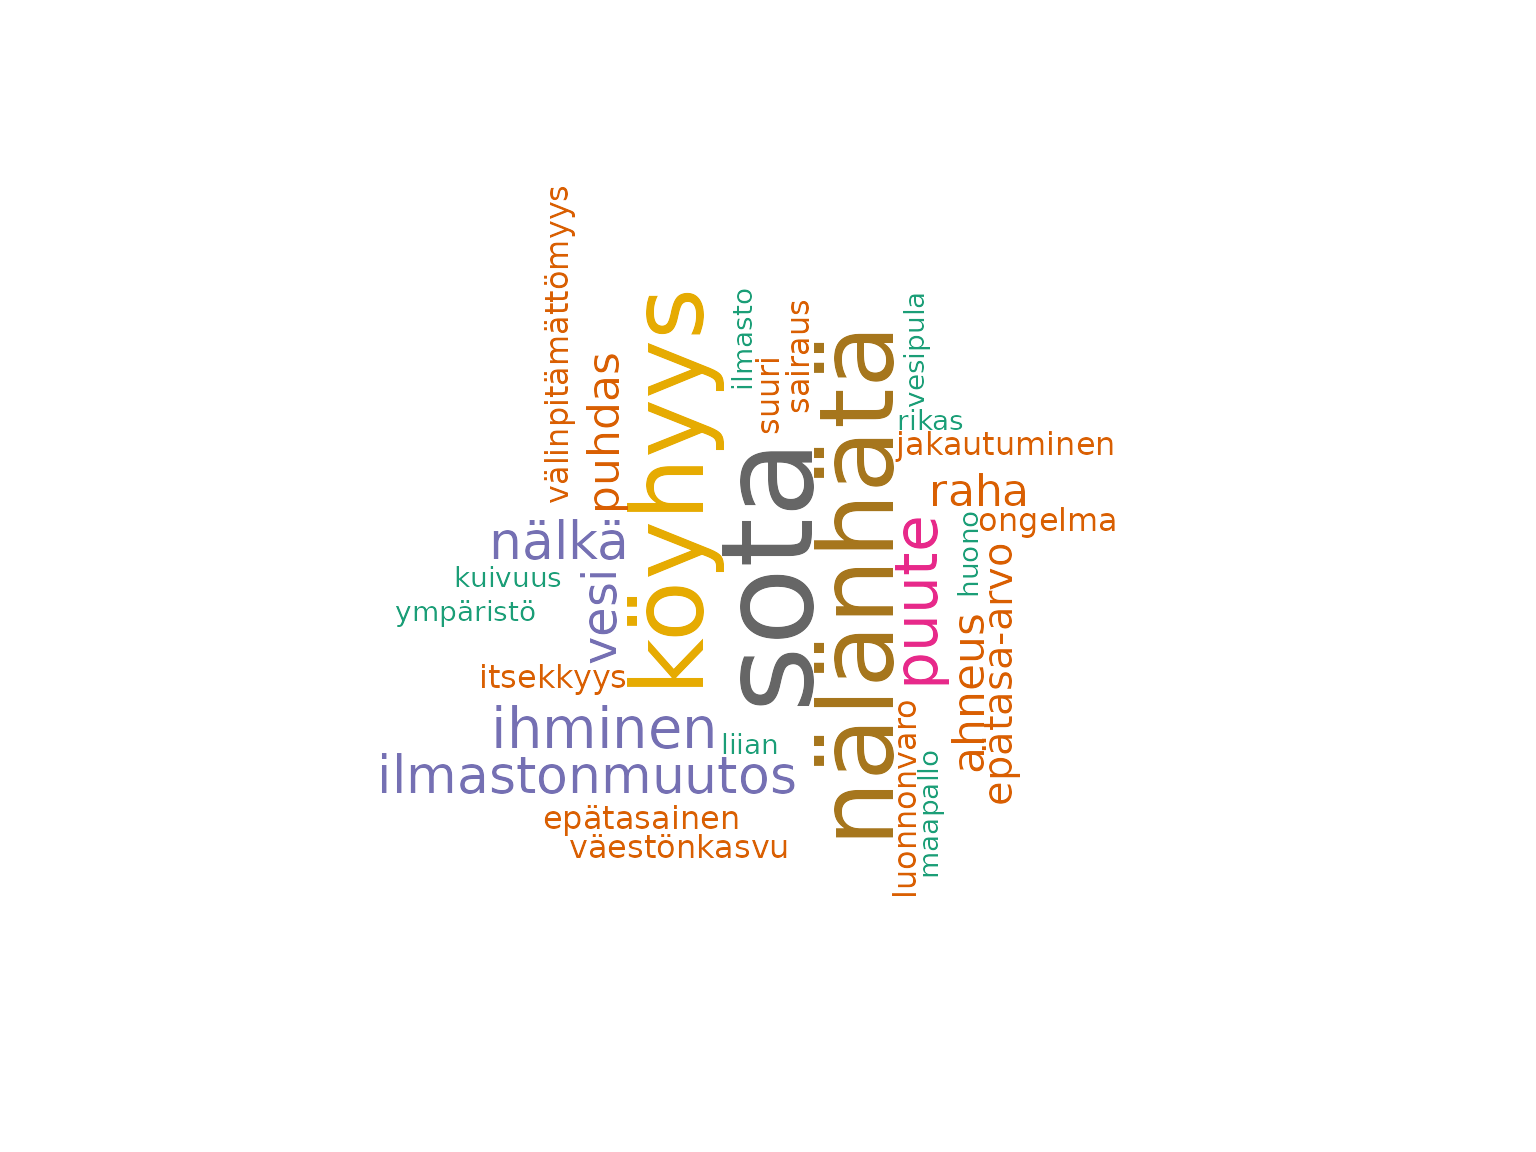 välinpitämättömyys
puhdas
köyhyys
ilmasto
suuri
sairaus
nälänhätä
vesipula
rikas
jakautuminen
sota
raha
ongelma
huono
puute
nälkä
vesi
kuivuus
ympäristö
epätasa-arvo
ahneus
itsekkyys
ihminen
liian
luonnonvaro
maapallo
ilmastonmuutos
epätasainen
väestönkasvu